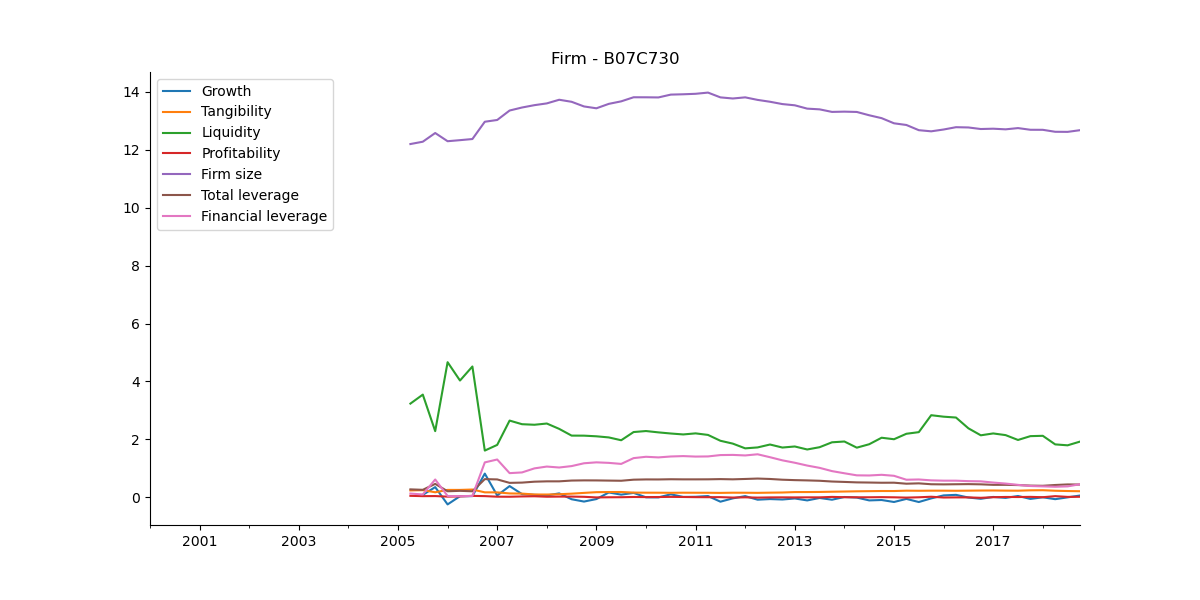 Firm - B07C730
Growth
Tangibility
Liquidity
Profitability
Firm size
Total leverage
Financial leverage
14
12
10
8
6
4
2
0
2001 2003 2005 2007 2009 2011 2013 2015 2017